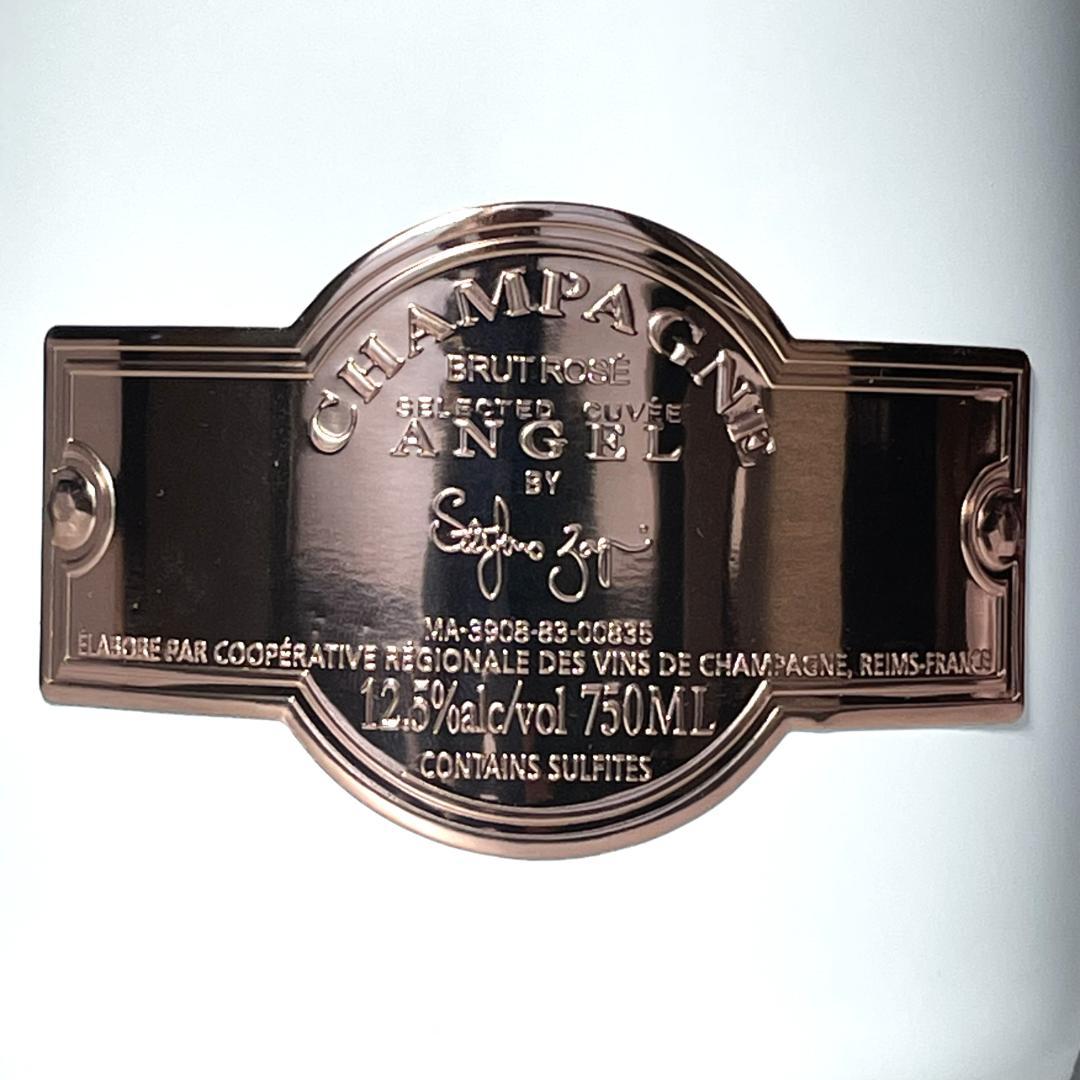 CHAMPAGNE
BRUT ROSÉ
SELECTED CUVÉE
ANGEL
BY
MA-3908-83-00835
ÉLABORE PAR COOPÉRATIVE RÉGIONALE DES VINS DE CHAMPAGNE, REIMS-FRANCE
12.5%alc/vol 750ML
CONTAINS SULFITES